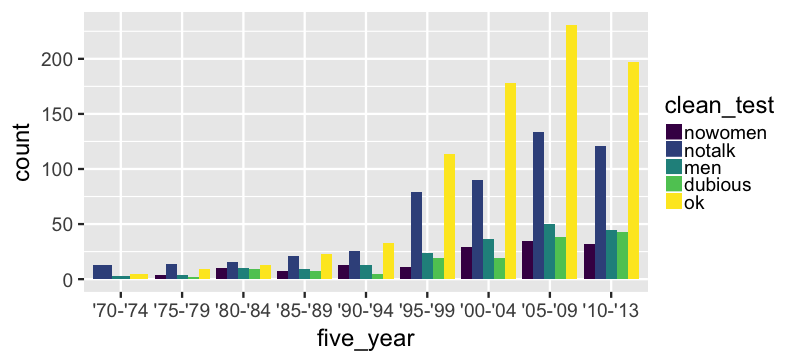 count
200
150
100
50
0
'70-'74 '75-'79 '80-'84 '85-'89 '90-'94 '95-'99 '00-'04 '05-'09 '10-'13
five_year
clean_test
nowomen
notalk
men
dubious
ok